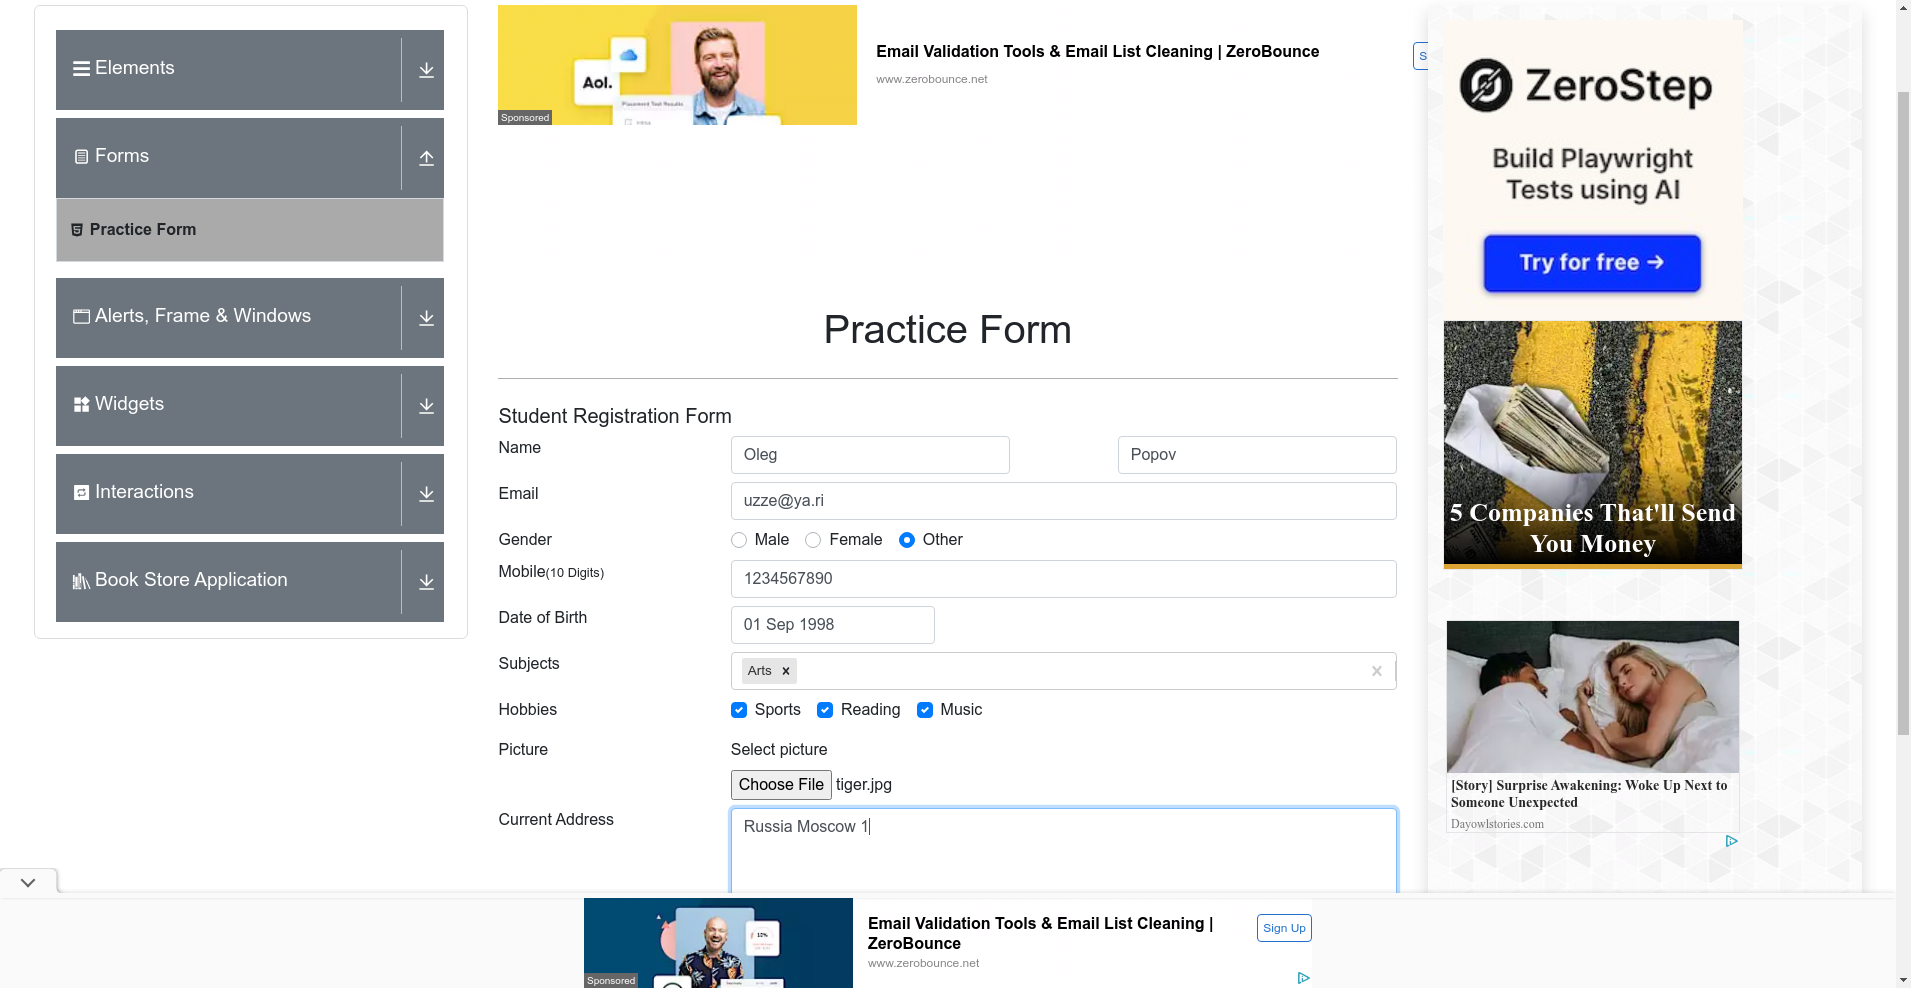 Elements
Forms
Practice Form
Alerts, Frame & Windows
Widgets
Interactions
Book Store Application
Aol.
Placement Test Results
Sponsored
Email Validation Tools & Email List Cleaning | ZeroBounce
www.zerobounce.net
S
Practice Form
Student Registration Form
Name
Oleg
Popov
Email
uzze@ya.ri
Gender
Male
Female
Other
Mobile(10 Digits)
1234567890
Date of Birth
01 Sep 1998
Subjects
Arts
Hobbies
Sports
Reading
Music
Picture
Select picture
Choose File
tiger.jpg
Current Address
Russia Moscow 1
ZeroStep
Build Playwright
Tests using AI
Try for free →
5 Companies That'll Send
You Money
[Story] Surprise Awakening: Woke Up Next to
Someone Unexpected
Dayowlstories.com
Sponsored
Email Validation Tools & Email List Cleaning |
ZeroBounce
www.zerobounce.net
Sign Up